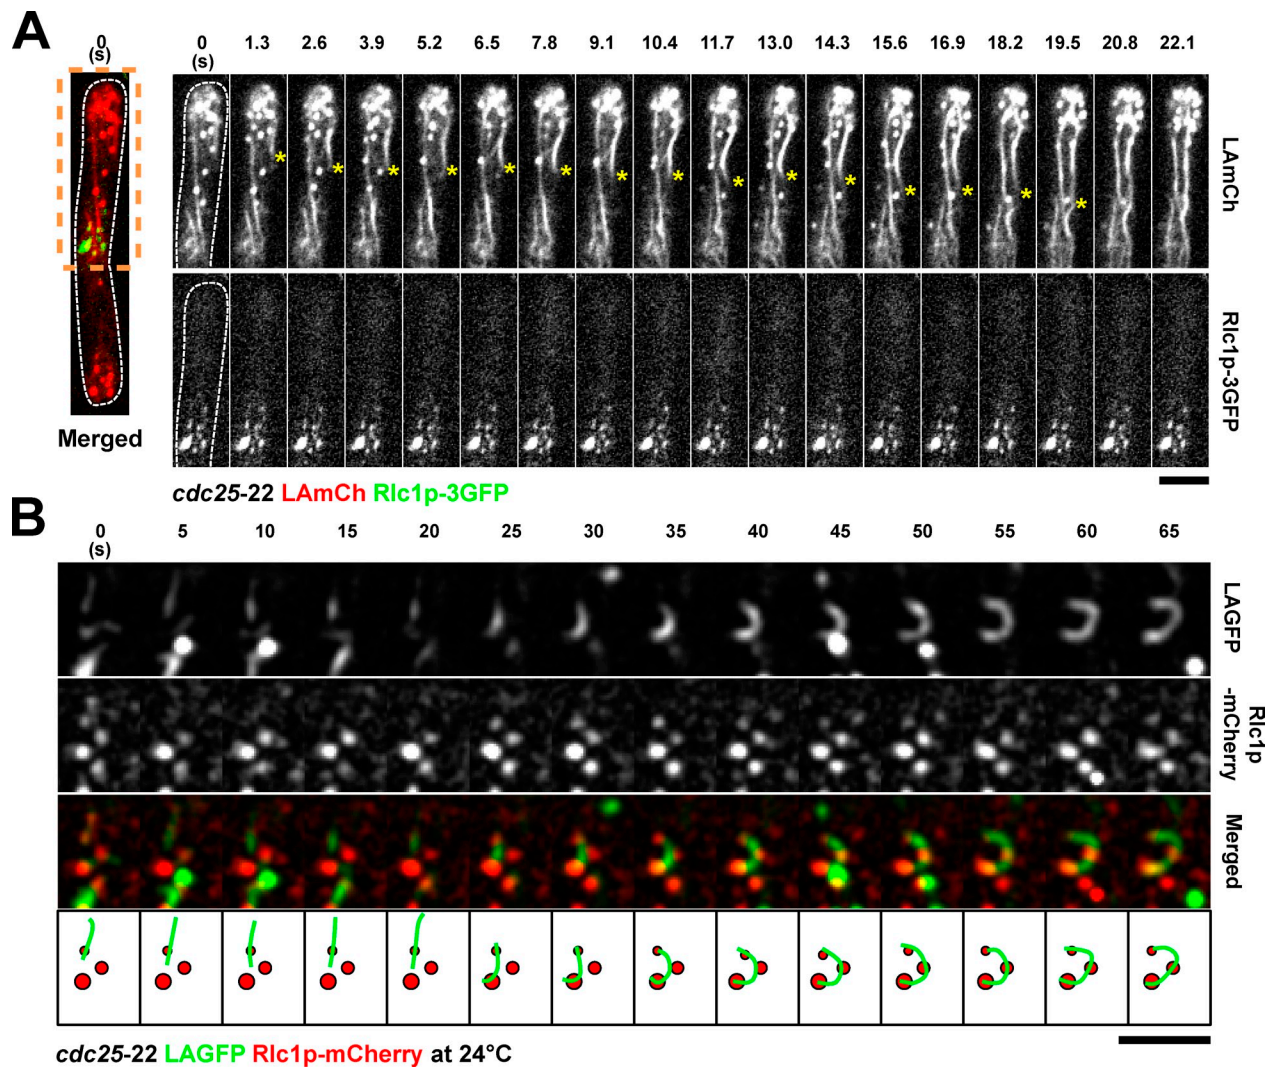 A
0 (s)
Merged
0 (s) 1.3 2.6 3.9 5.2 6.5 7.8 9.1 10.4 11.7 13.0 14.3 15.6 16.9 18.2 19.5 20.8 22.1
* * * * * * * * * * * * * * *
LAmCh
Rlc1p-3GFP
cdc25-22 LAmCh Rlc1p-3GFP
B
0 (s) 5 10 15 20 25 30 35 40 45 50 55 60 65
LAGFP
Rlc1p
-mCherry
Merged
cdc25-22 LAGFP Rlc1p-mCherry at 24°C